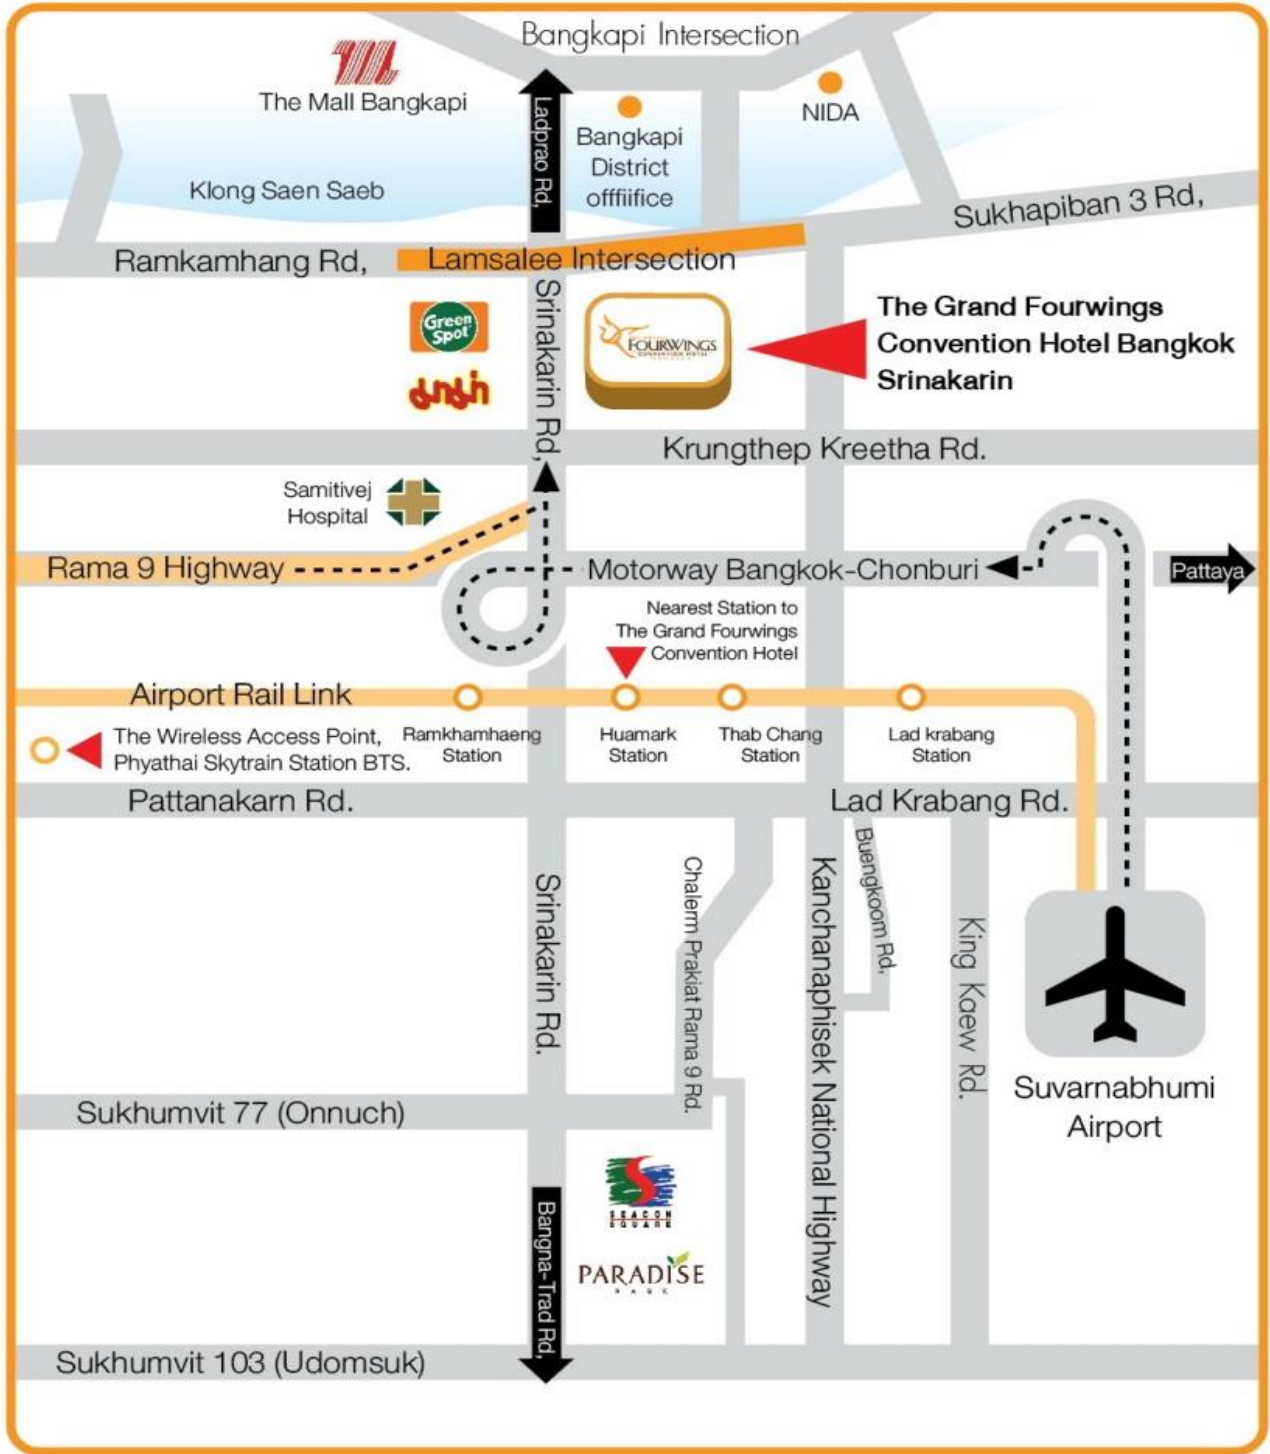 Bangkapi Intersection
The Mall Bangkapi
NIDA
Ladprao Rd,
Bangkapi
District
offfiifice
Klong Saen Saeb
Sukhapiban 3 Rd,
Ramkamhang Rd,
Lamsalee Intersection
Green
Spot
Srinakarin Rd,
FOURWINGS
CONVENTION HOTEL
The Grand Fourwings
Convention Hotel Bangkok
Srinakarin
Krungthep Kreetha Rd.
Samitivej
Hospital
Rama 9 Highway
Motorway Bangkok-Chonburi
Pattaya
Nearest Station to
The Grand Fourwings
Convention Hotel
Airport Rail Link
The Wireless Access Point,
Phyathai Skytrain Station BTS.
Ramkhamhaeng
Station
Huamark
Station
Thab Chang
Station
Lad krabang
Station
Pattanakarn Rd.
Lad Krabang Rd.
Srinakarin Rd.
Chalerm Prakiat Rama 9 Rd.
Kanchanaphisek National Highway
Buengkoom Rd,
King Kaew Rd.
Suvarnabhumi
Airport
Sukhumvit 77 (Onnuch)
SEACON
SQUARE
PARADISE
PARK
Bangna-Trad Rd,
Sukhumvit 103 (Udomsuk)